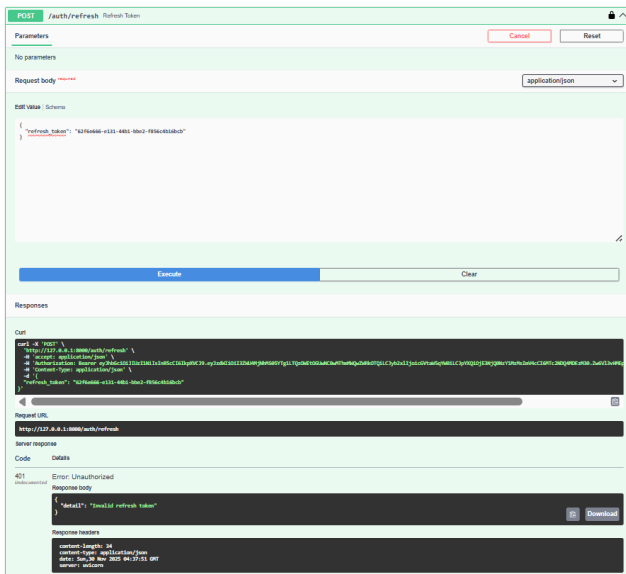 POST /auth/refresh Refresh Token
Parameters
Cancel
Reset
No parameters
Request body required
application/json
Edit Value | Schema
{
"refresh_token": "62f6e686-e131-44b1-bbe2-f856c4b16bcb"
}
Execute
Clear
Responses
Curl
curl -X 'POST' \
'http://127.0.0.1:8000/auth/refresh' \
-H 'accept: application/json' \
-H 'Authorization: Bearer
-H 'Content-Type: application/json' \
-d '{
"refresh_token": "62f6e686-e131-44b1-bbe2-f856c4b16bcb"
}'
Request URL
http://127.0.0.1:8000/auth/refresh
Server response
Code Details
401 Error: Unauthorized
Undocumented
Response body
{
"detail": "Invalid refresh token"
}
Download
Response headers
content-length: 34
content-type: application/json
date: Sun,30 Nov 2025 04:37:51 GMT
server: uvicorn